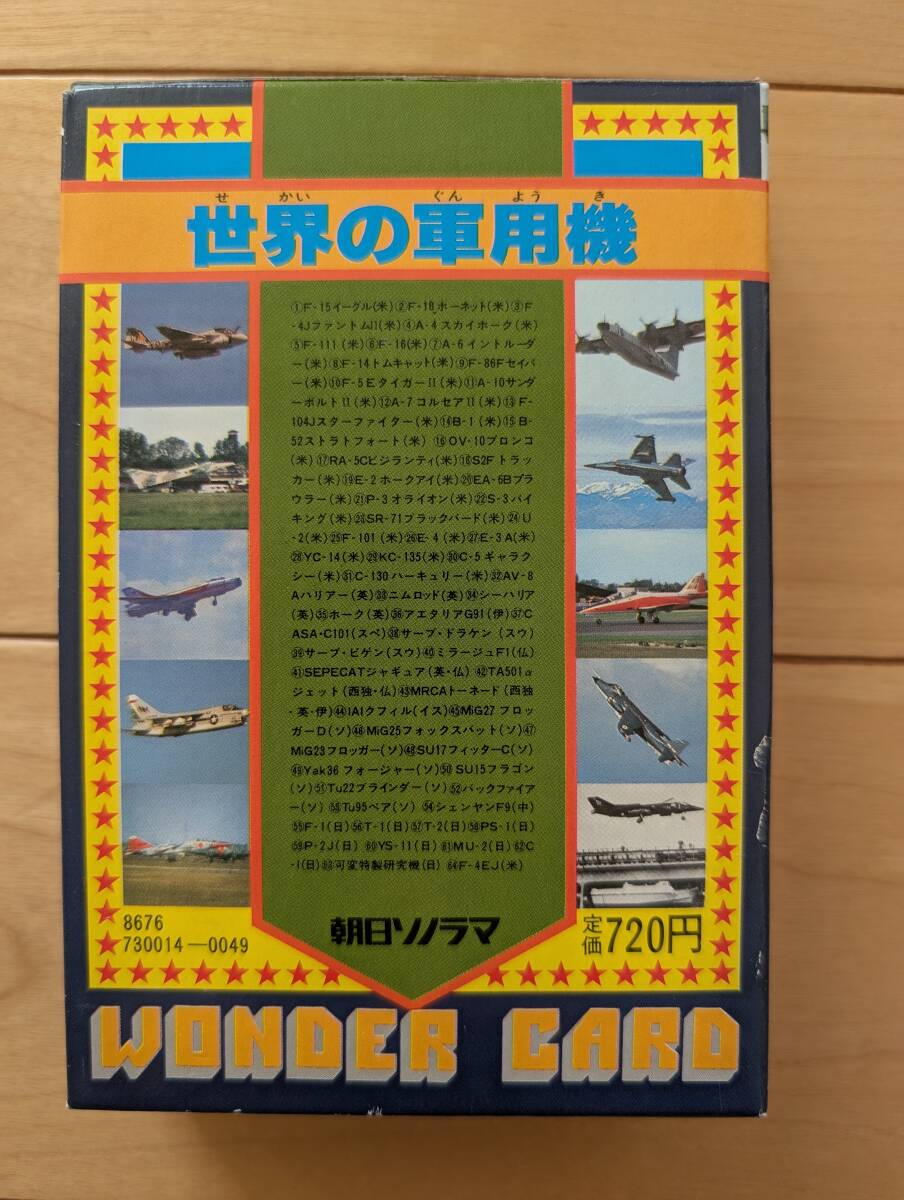 せ かい ぐん よう き
世界の軍用機
①F-15イーグル(米)②F-18ホーネット(米)③F
-4JファントムII(米)④A-4スカイホーク(米)
⑤F-111(米)⑥F-16(米)⑦A-6イントルーダ
ー(米)⑧F-14トムキャット(米)⑨F-86Fセイバ
ー(米)⑩F-5EタイガーII(米)⑪A-10サンダ
ーボルトII(米)⑫A-7コルセアII(米)⑬F-
104Jスターファイター(米)⑭B-1(米)⑮B-
52ストラトフォート(米)⑯OV-10ブロンコ
(米)⑰RA-5Cビジランティ(米)⑱S2Fトラッ
カー(米)⑲E-2ホークアイ(米)⑳EA-6Bプラ
ウラー(米)㉑P-3オライオン(米)㉒S-3バイ
キング(米)㉓SR-71ブラックバード(米)㉔U
-2(米)㉕F-101(米)㉖E-4(米)㉗E-3A(米)
㉘YC-14(米)㉙KC-135(米)㉚C-5ギャラク
シー(米)㉛C-130ハーキュリー(米)㉜AV-8
Aハリアー(英)㉝ニムロッド(英)㉞シーハリア
(英)㉟ホーク(英)㊱アエタリアG91(伊)㊲C
ASA・C101(スペ)㊳サーブ・ドラケン(スウ)
㊴サーブ・ビゲン(スウ)㊵ミラージュF1(仏)
㊶SEPECATジャギュア(英・仏)㊷TA501α
ジェット(西独・仏)㊸MRCAトーネード(西独
・英・伊)㊹IAIクフィル(イス)㊺MiG27フロッ
ガーD(ソ)㊻MiG25フォックスバット(ソ)㊼
MiG23フロッガー(ソ)㊽SU17フィッターC(ソ)
㊾Yak36フォージャー(ソ)㊿SU15フラゴン
(ソ)51Tu22ブラインダー(ソ)52バックファイア
ー(ソ)53Tu95ベア(ソ)54シェンヤンF9(中)
55F-1(日)56T-1(日)57T-2(日)58PS-1(日)
59P-2J(日)60YS-11(日)61MU-2(日)62C
-1(日)63可変特製研究機(日)64F-4EJ(米)
朝日ソノラマ
8676
730014—0049
定価720円
WONDER CARD